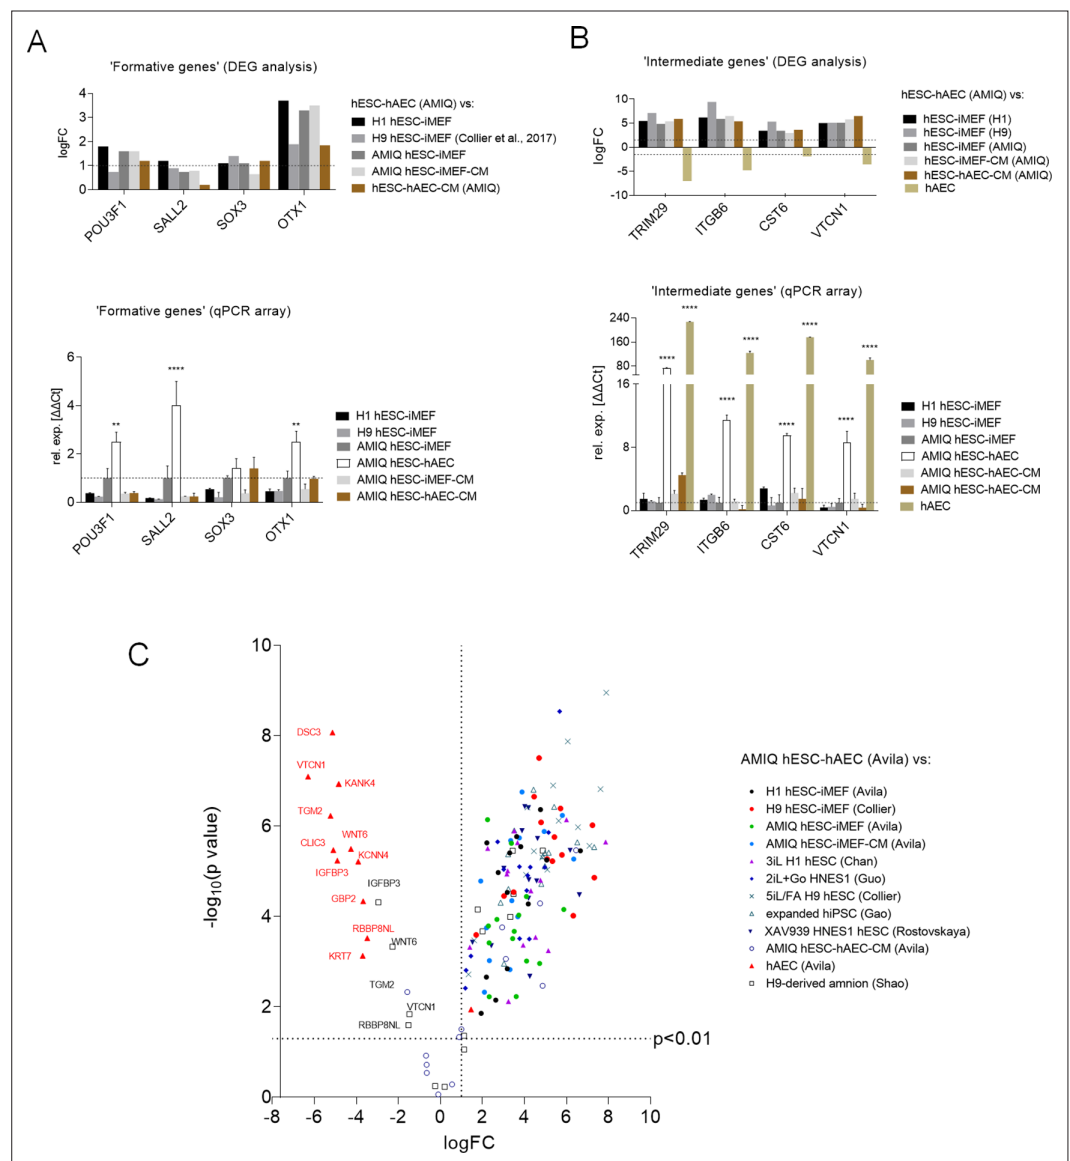 A
'Formative genes' (DEG analysis)
hESC-hAEC (AMIQ) vs:
H1 hESC-iMEF
H9 hESC-iMEF (Collier et al., 2017)
AMIQ hESC-iMEF
AMIQ hESC-iMEF-CM
hESC-hAEC-CM (AMIQ)
logFC
4
3
2
1
0
POU3F1
SALL2
SOX3
OTX1
B
'Intermediate genes' (DEG analysis)
hESC-hAEC (AMIQ) vs:
hESC-iMEF (H1)
hESC-iMEF (H9)
hESC-iMEF (AMIQ)
hESC-iMEF-CM (AMIQ)
hESC-hAEC-CM (AMIQ)
hAEC
logFC
10
5
0
-5
-10
TRIM29
ITGB6
CST6
VTCN1
'Formative genes' (qPCR array)
rel. exp. [ΔΔCt]
6
4
2
0
**
****
**
POU3F1
SALL2
SOX3
OTX1
H1 hESC-iMEF
H9 hESC-iMEF
AMIQ hESC-iMEF
AMIQ hESC-hAEC
AMIQ hESC-iMEF-CM
AMIQ hESC-hAEC-CM
'Intermediate genes' (qPCR array)
rel. exp. [ΔΔCt]
240
160
80
16
8
0
****
****
****
****
****
****
****
****
TRIM29
ITGB6
CST6
VTCN1
H1 hESC-iMEF
H9 hESC-iMEF
AMIQ hESC-iMEF
AMIQ hESC-hAEC
AMIQ hESC-hAEC-CM
AMIQ hESC-hAEC-CM
hAEC
C
-log10(p value)
10
8
6
4
2
0
DSC3
VTCN1
KANK4
TGM2
WNT6
CLIC3
KCNN4
IGFBP3
IGFBP3
GBP2
RBBP8NL
WNT6
KRT7
TGM2
VTCN1
RBBP8NL
p<0.01
-8
-6
-4
-2
0
2
4
6
8
10
logFC
AMIQ hESC-hAEC (Avila) vs:
H1 hESC-iMEF (Avila)
H9 hESC-iMEF (Collier)
AMIQ hESC-iMEF (Avila)
AMIQ hESC-iMEF-CM (Avila)
3iL H1 hESC (Chan)
2iL+Go HNES1 (Guo)
5iL/FA H9 hESC (Collier)
expanded hiPSC (Gao)
XAV939 HNES1 hESC (Rostovskaya)
AMIQ hESC-hAEC-CM (Avila)
hAEC (Avila)
H9-derived amnion (Shao)